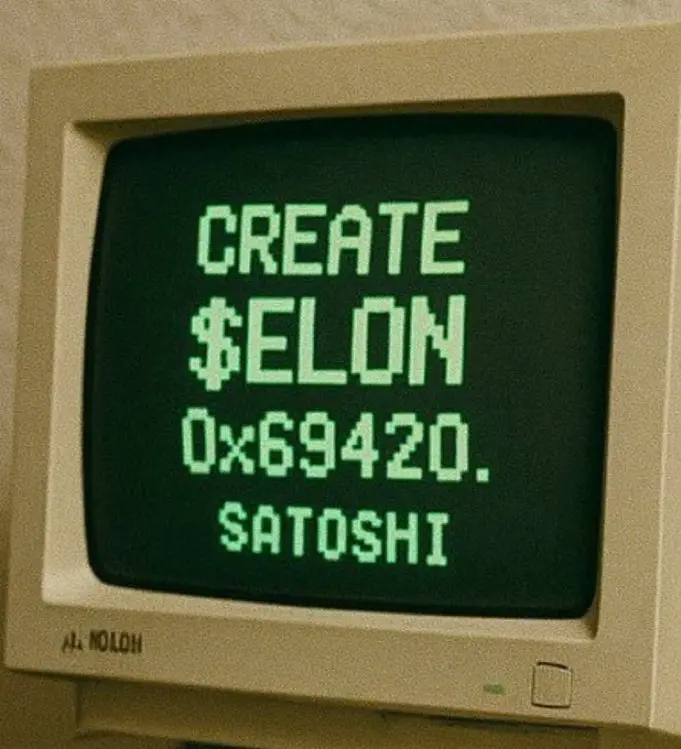 CREATE
$ELON
0x69420.
SATOSHI